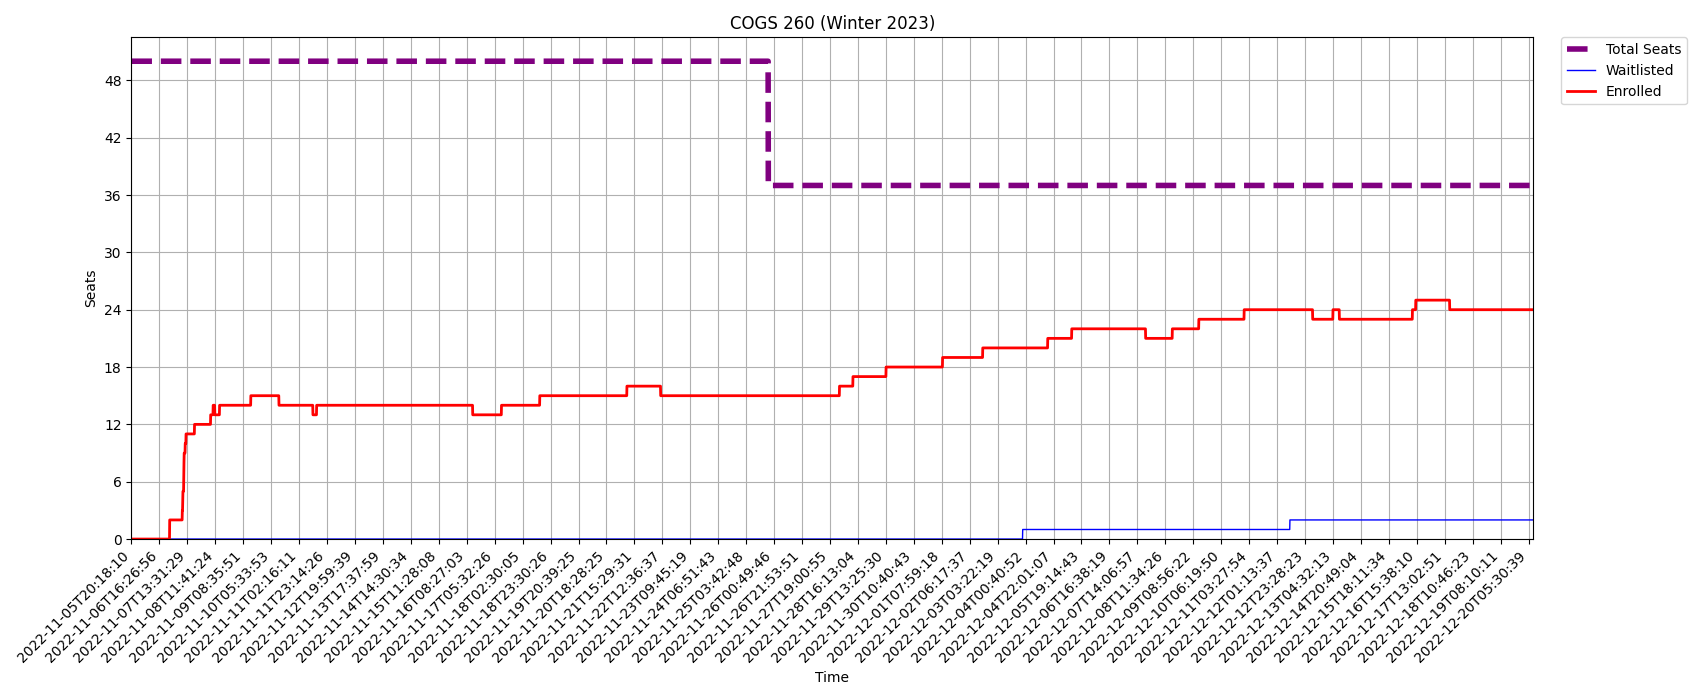 COGS 260 (Winter 2023)
Total Seats
Waitlisted
Enrolled
Seats
48
42
36
30
24
18
12
6
0
2022-11-05T20:18:10
2022-11-06T16:26:56
2022-11-07T13:31:29
2022-11-08T11:41:24
2022-11-09T08:35:51
2022-11-10T05:33:53
2022-11-11T02:16:11
2022-11-11T23:14:26
2022-11-12T19:59:39
2022-11-13T17:37:59
2022-11-14T14:30:34
2022-11-15T11:28:08
2022-11-16T08:27:03
2022-11-17T05:32:26
2022-11-18T02:30:05
2022-11-18T23:30:26
2022-11-19T20:39:25
2022-11-20T18:28:25
2022-11-21T15:29:31
2022-11-22T12:36:37
2022-11-23T09:45:19
2022-11-24T06:51:43
2022-11-25T03:42:48
2022-11-26T00:49:46
2022-11-26T21:53:51
2022-11-27T19:00:55
2022-11-28T16:13:04
2022-11-29T13:25:30
2022-11-30T10:40:43
2022-12-01T07:59:18
2022-12-02T06:17:37
2022-12-03T03:22:19
2022-12-04T00:40:52
2022-12-04T22:01:07
2022-12-05T19:14:43
2022-12-06T16:38:19
2022-12-07T14:06:57
2022-12-08T11:34:26
2022-12-09T08:56:22
2022-12-10T06:19:50
2022-12-11T03:27:54
2022-12-12T01:13:37
2022-12-12T23:28:23
2022-12-13T04:32:13
2022-12-14T20:49:04
2022-12-15T18:11:34
2022-12-16T15:38:10
2022-12-17T13:02:51
2022-12-18T10:46:23
2022-12-19T08:10:11
2022-12-20T05:30:39
Time